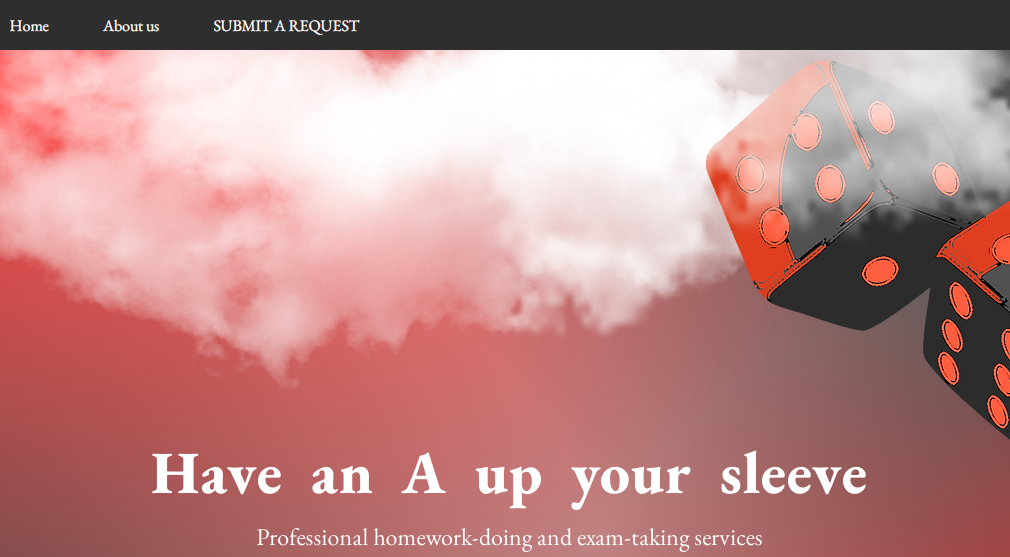 Home About us SUBMIT A REQUEST
Have an A up your sleeve
Professional homework-doing and exam-taking services